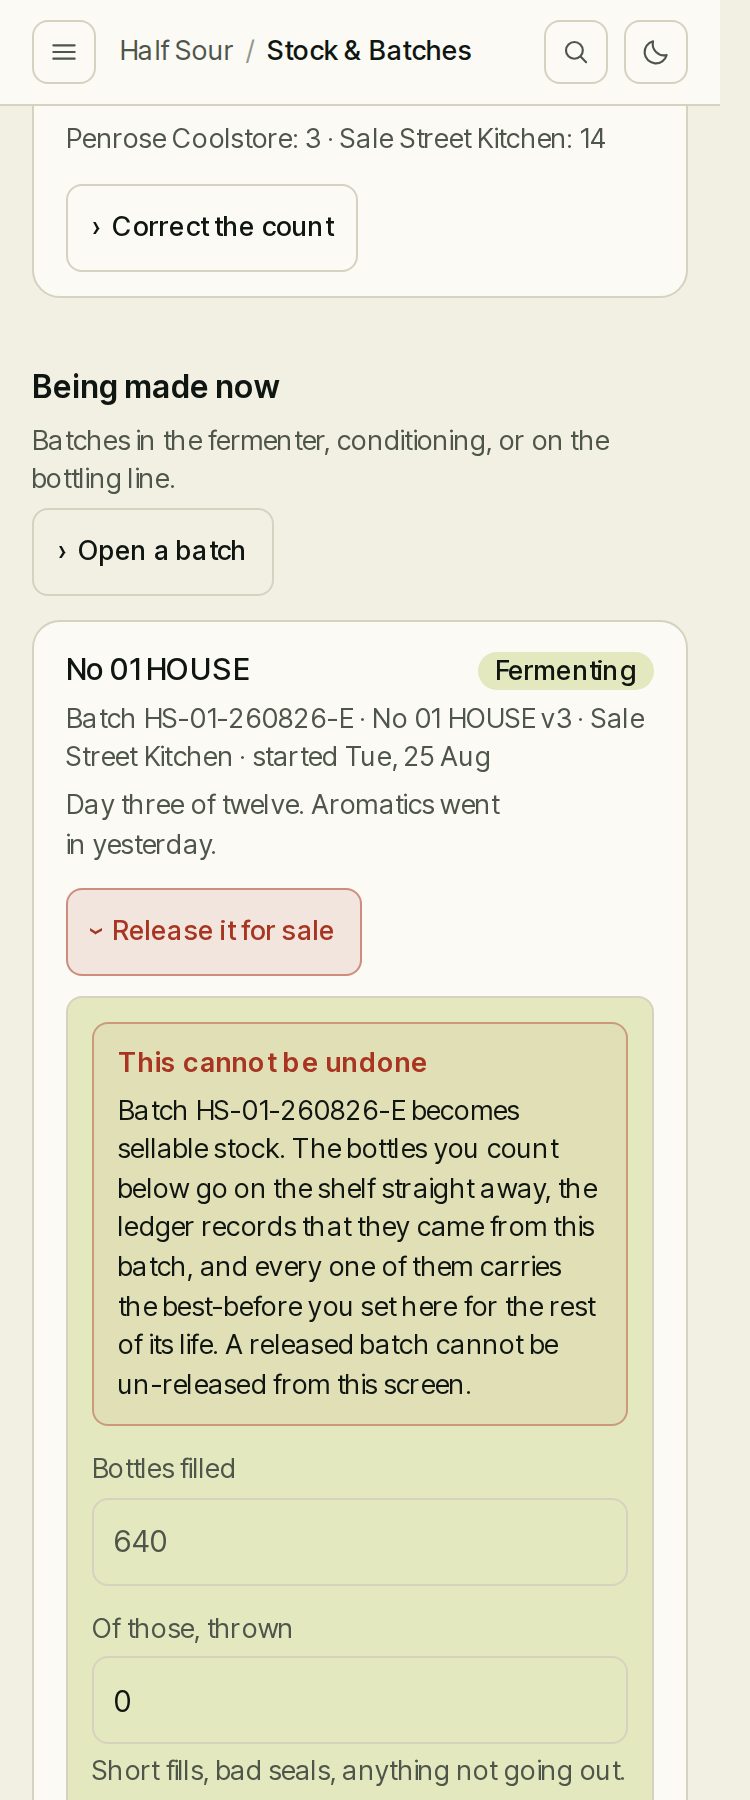 Half Sour / Stock & Batches
Penrose Coolstore: 3 · Sale Street Kitchen: 14
› Correct the count
Being made now
Batches in the fermenter, conditioning, or on the
bottling line.
› Open a batch
No 01 HOUSE
Fermenting
Batch HS-01-260826-E · No 01 HOUSE v3 · Sale
Street Kitchen · started Tue, 25 Aug
Day three of twelve. Aromatics went
in yesterday.
Release it for sale
This cannot be undone
Batch HS-01-260826-E becomes
sellable stock. The bottles you count
below go on the shelf straight away, the
ledger records that they came from this
batch, and every one of them carries
the best-before you set here for the rest
of its life. A released batch cannot be
un-released from this screen.
Bottles filled
640
Of those, thrown
0
Short fills, bad seals, anything not going out.